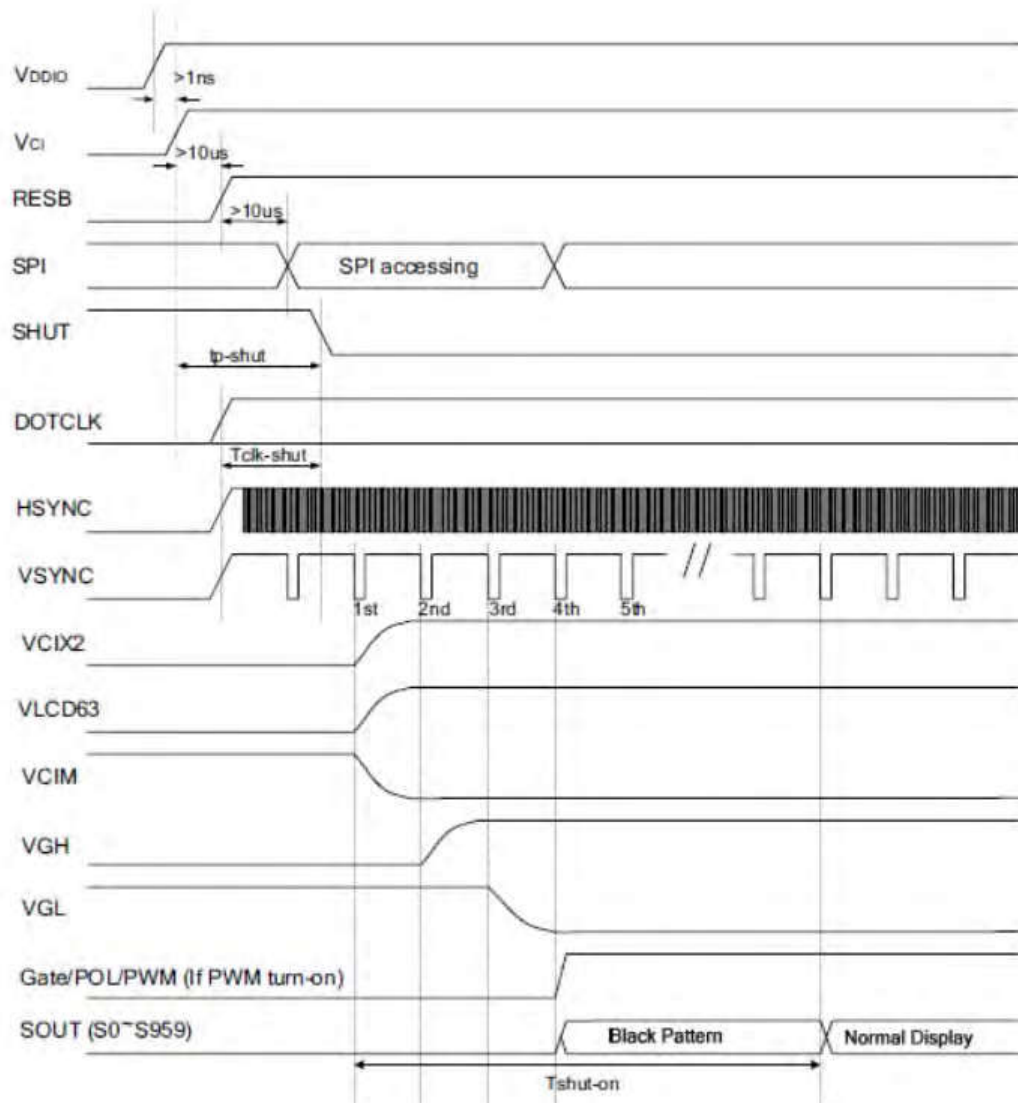 VDDIO
>1ns
VCI
>10us
RESB
>10us
SPI
SPI accessing
SHUT
tp-shut
DOTCLK
Tclk-shut
HSYNC
VSYNC
1st 2nd 3rd 4th 5th
VCIX2
VLCD63
VCIM
VGH
VGL
Gate/POL/PWM (If PWM turn-on)
SOUT (S0~S959)
Black Pattern
Normal Display
Tshut-on